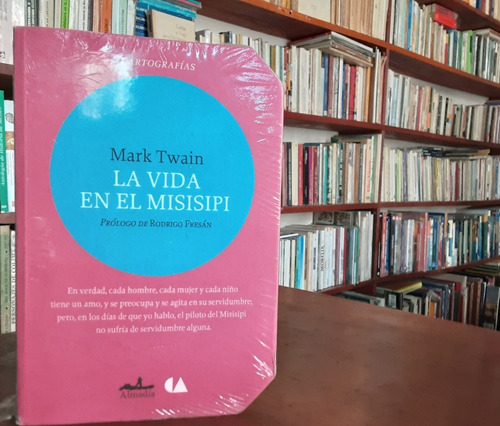 CARTOGRAFÍAS
Mark Twain
LA VIDA
EN EL MISISIPI
PRÓLOGO DE RODRIGO FRESÁN
En verdad, cada hombre, cada mujer y cada niño
tiene un amo, y se preocupa y se agita en su servidumbre;
pero, en los días de que yo hablo, el piloto del Misisipi
no sufría de servidumbre alguna.
Almadía